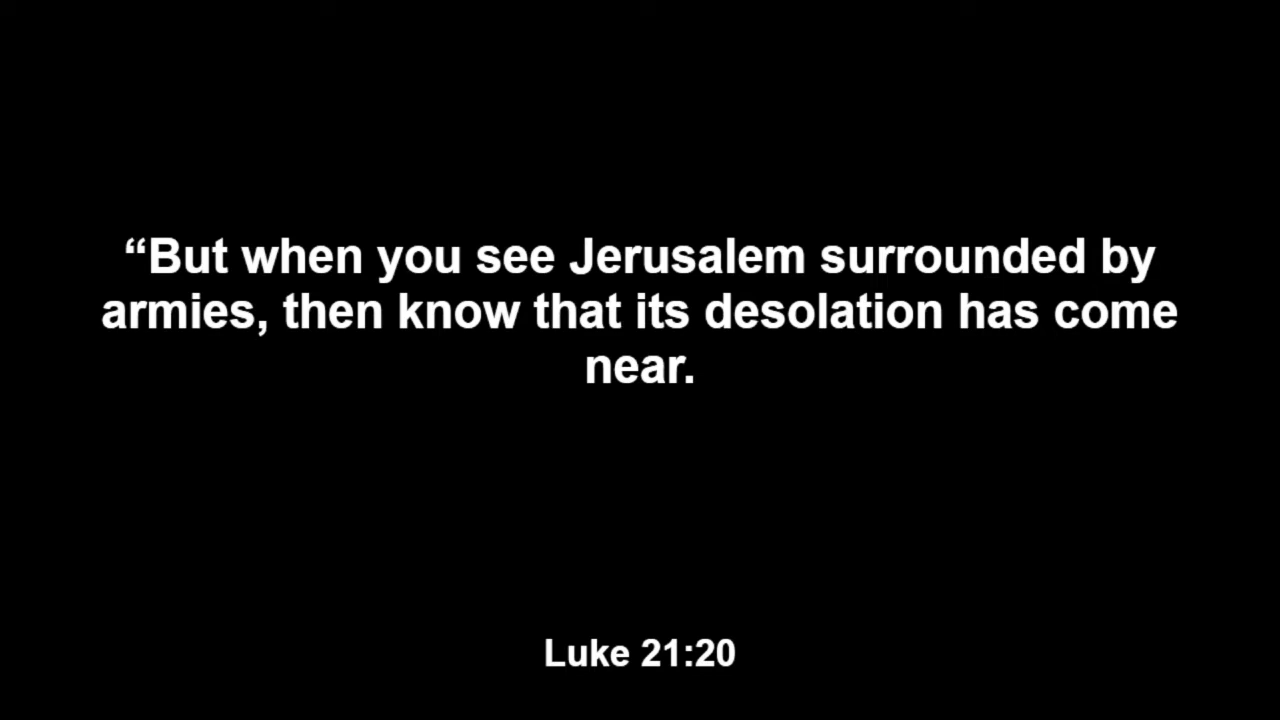 “But when you see Jerusalem surrounded by
armies, then know that its desolation has come
near.
Luke 21:20